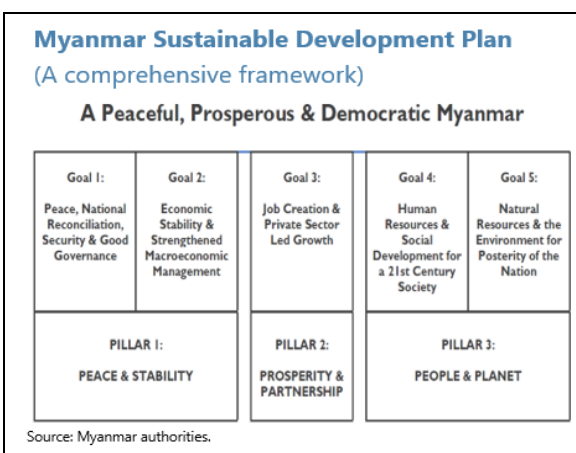 Myanmar Sustainable Development Plan
(A comprehensive framework)
A Peaceful, Prosperous & Democratic Myanmar
Goal 1:
Peace, National
Reconciliation,
Security & Good
Governance
Goal 2:
Economic
Stability &
Strengthened
Macroeconomic
Management
Goal 3:
Job Creation &
Private Sector
Led Growth
Goal 4:
Human
Resources &
Social
Development for
a 21st Century
Society
Goal 5:
Natural
Resources & the
Environment for
Posterity of the
Nation
PILLAR 1:
PEACE & STABILITY
PILLAR 2:
PROSPERITY &
PARTNERSHIP
PILLAR 3:
PEOPLE & PLANET
Source: Myanmar authorities.